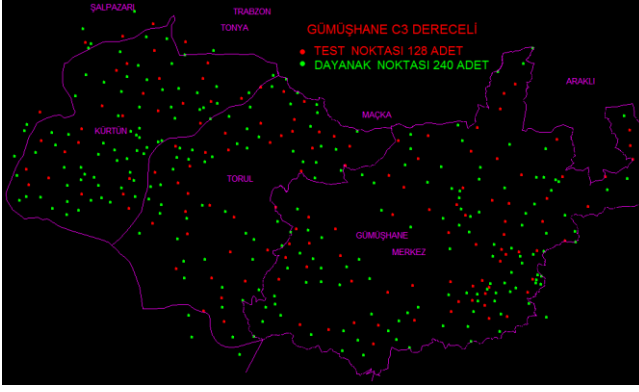 ŞALPAZARI
TRABZON
TONYA
GÜMÜŞHANE C3 DERECELİ
TEST NOKTASI 128 ADET
DAYANAK NOKTASI 240 ADET
ARAKLI
MAÇKA
KÜRTÜN
TORUL
GÜMÜŞHANE
MERKEZ